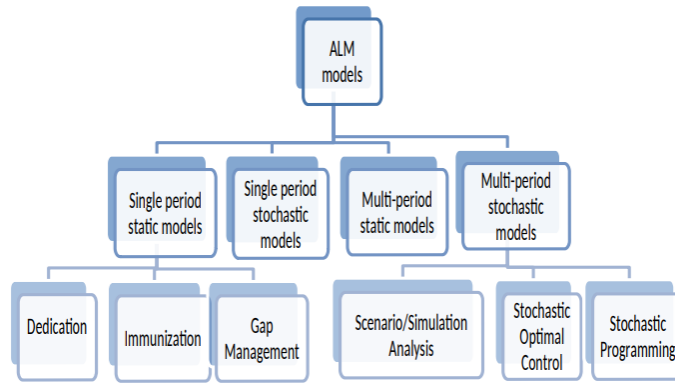 ALM
models
Single period
static models
Single period
stochastic
models
Multi-period
static models
Multi-period
stochastic
models
Dedication
Immunization
Gap
Management
Scenario/Simulation
Analysis
Stochastic
Optimal
Control
Stochastic
Programming